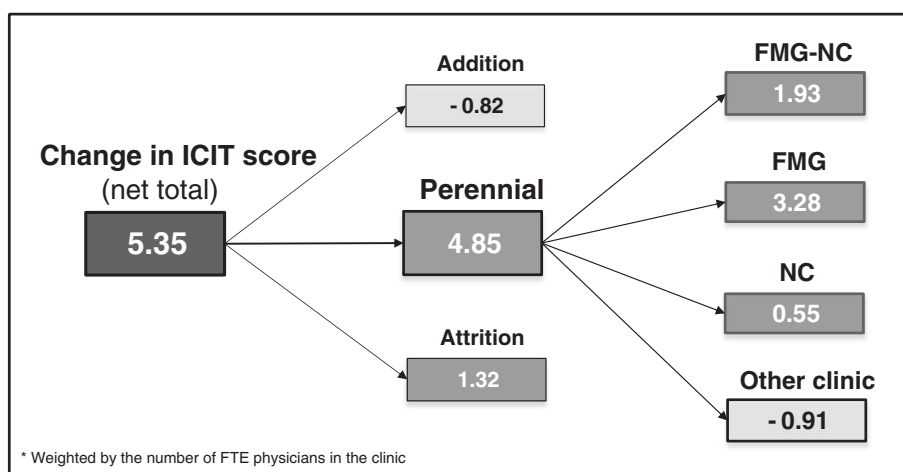 Change in ICIT score
(net total)
5.35
Addition
- 0.82
Perennial
4.85
Attrition
1.32
FMG-NC
1.93
FMG
3.28
NC
0.55
Other clinic
- 0.91
* Weighted by the number of FTE physicians in the clinic